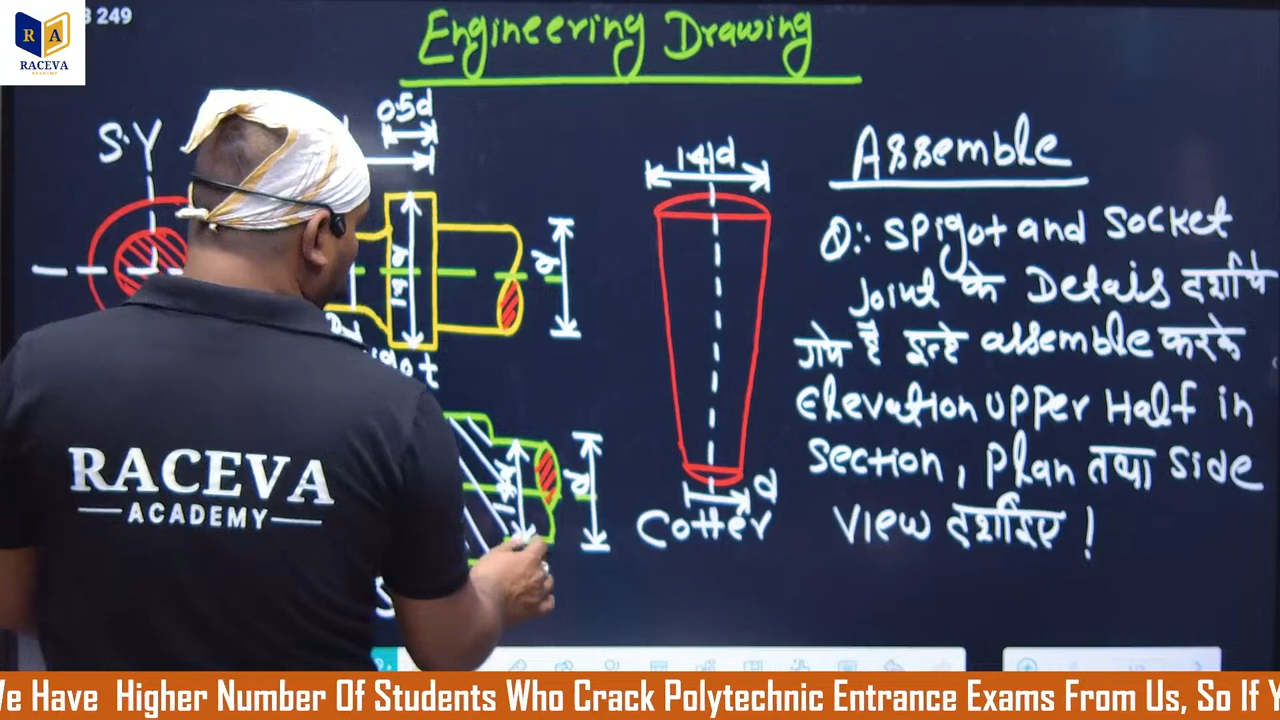 249
R A
RACEVA
ACADEMY
Engineering Drawing
S.Y
0.5d
d
d
1.4d
Cotter
d
d
Assemble
Q:- Spigot and Socket
Joint के Details दर्शाये
गये हैं इन्हे assemble करके
Elevation upper Half in
section, plan तथा side
view दर्शाइए !
RACEVA
ACADEMY
We Have Higher Number Of Students Who Crack Polytechnic Entrance Exams From Us, So If Y